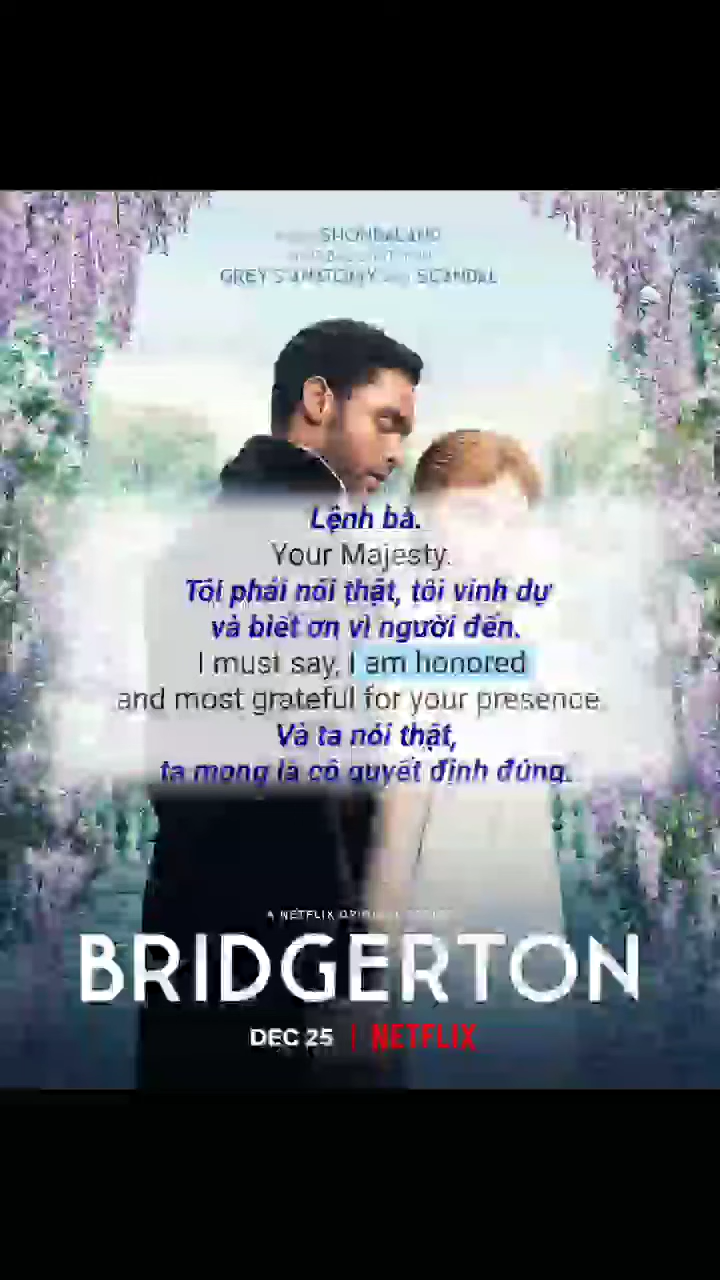 SHONDALAND
GREY'S ANATOMY AND SCANDAL
Lệnh bà.
Your Majesty.
Tôi phải nói thật, tôi vinh dự
và biết ơn vì người đến.
I must say, I am honored
and most grateful for your presence.
Và ta nói thật,
ta mong là cô quyết định đúng.
A NETFLIX ORIGINAL SERIES
BRIDGERTON
DEC 25 | NETFLIX